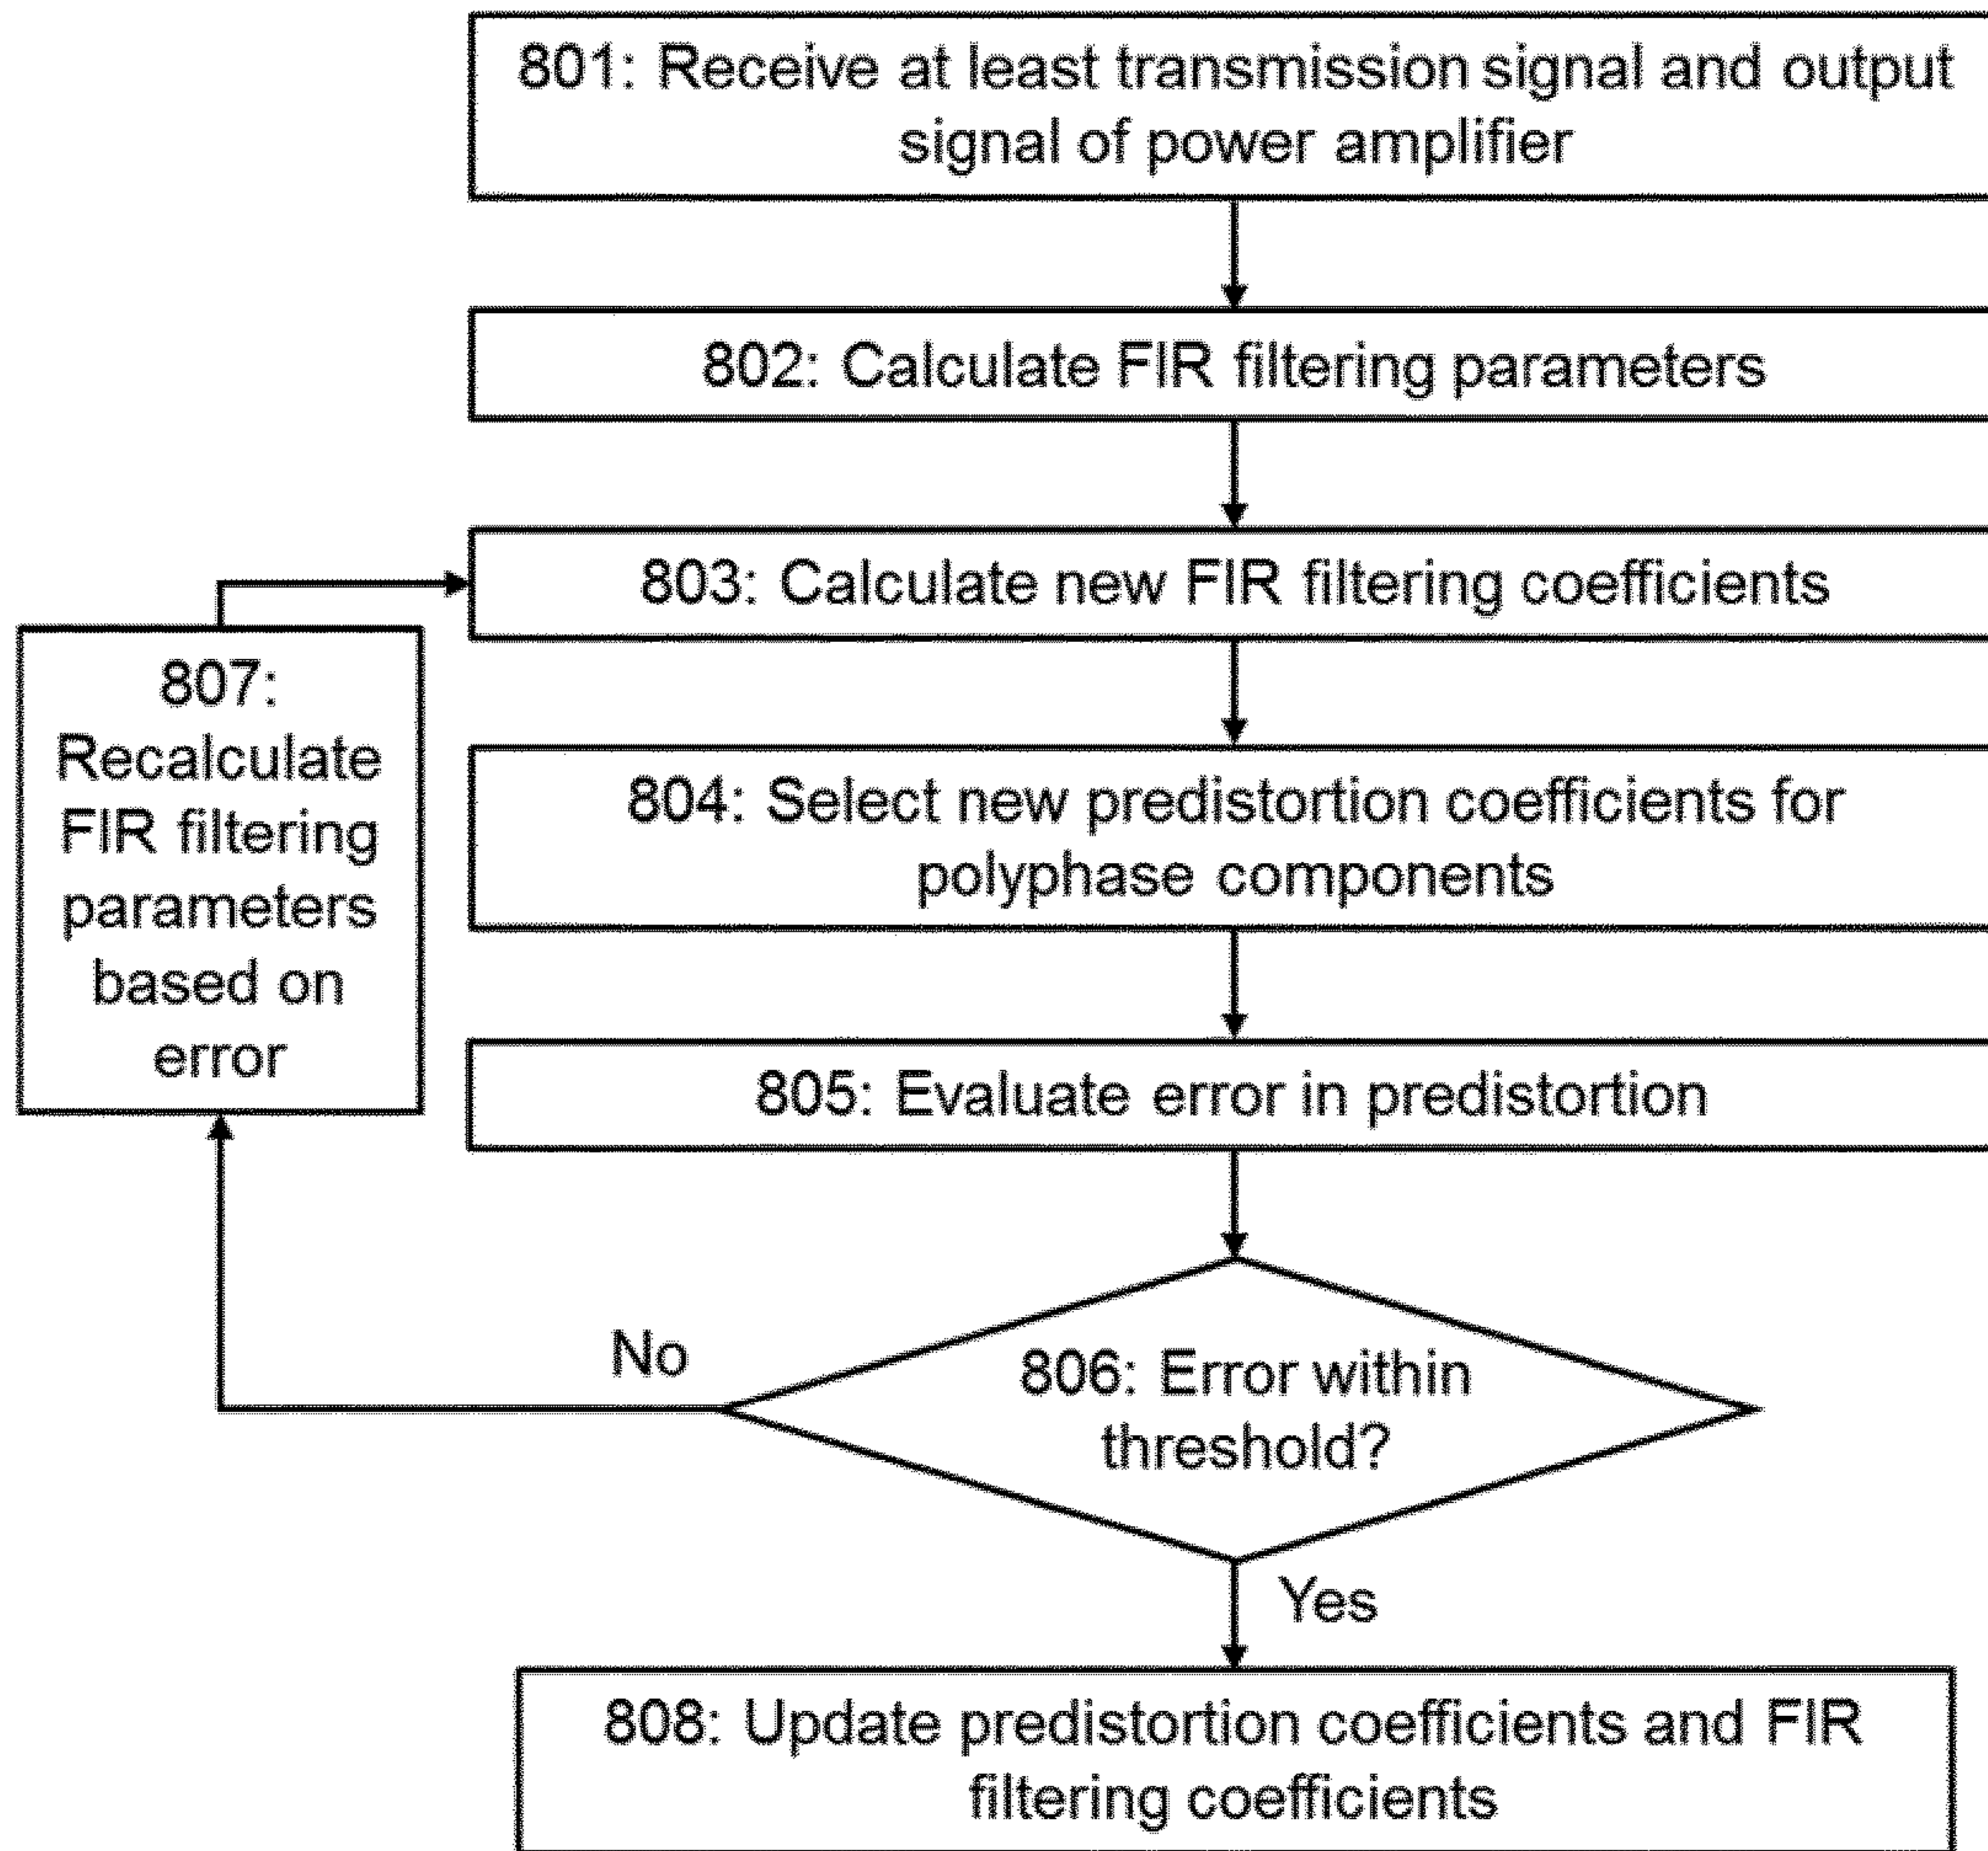 801: Receive at least transmission signal and output
signal of power amplifier
802: Calculate FIR filtering parameters
803: Calculate new FIR filtering coefficients
807:
Recalculate
FIR filtering
parameters
based on
error
804: Select new predistortion coefficients for
polyphase components
805: Evaluate error in predistortion
No
806: Error within
threshold?
Yes
808: Update predistortion coefficients and FIR
filtering coefficients